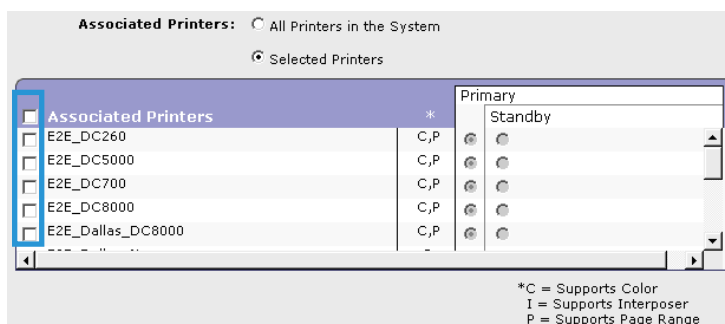 Associated Printers: All Printers in the System
Selected Printers
Primary
Associated Printers * Standby
E2E_DC260 C,P
E2E_DC5000 C,P
E2E_DC700 C,P
E2E_DC8000 C,P
E2E_Dallas_DC8000 C,P
*C = Supports Color
I = Supports Interposer
P = Supports Page Range